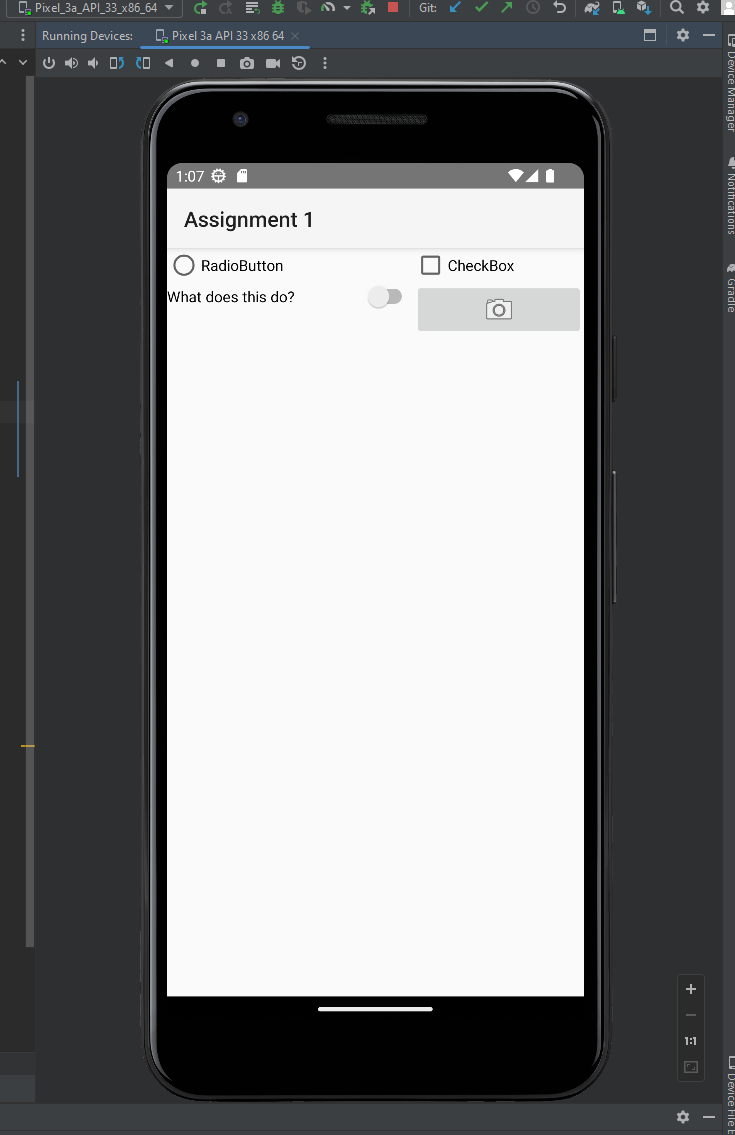 Pixel_3a_API_33_x86_64
Git:
Running Devices:
Pixel 3a API 33 x86 64
Device Manager
Notifications
Gradle
1:07
Assignment 1
RadioButton
CheckBox
What does this do?
1:1
Device File E